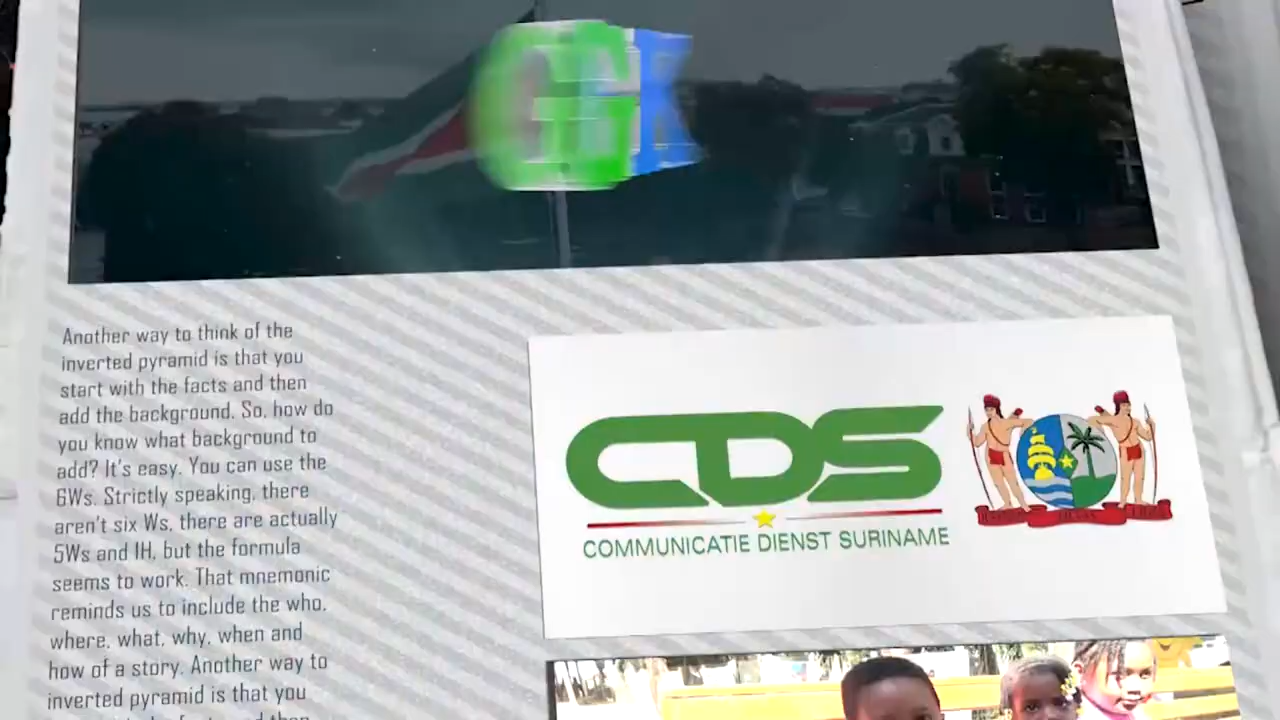 Another way to think of the
inverted pyramid is that you
start with the facts and then
add the background. So, how do
you know what background to
add? It's easy. You can use the
6Ws. Strictly speaking, there
aren't six Ws, there are actually
5Ws and IH, but the formula
seems to work. That mnemonic
reminds us to include the who,
where, what, why, when and
how of a story. Another way to
inverted pyramid is that you
CDS
COMMUNICATIE DIENST SURINAME